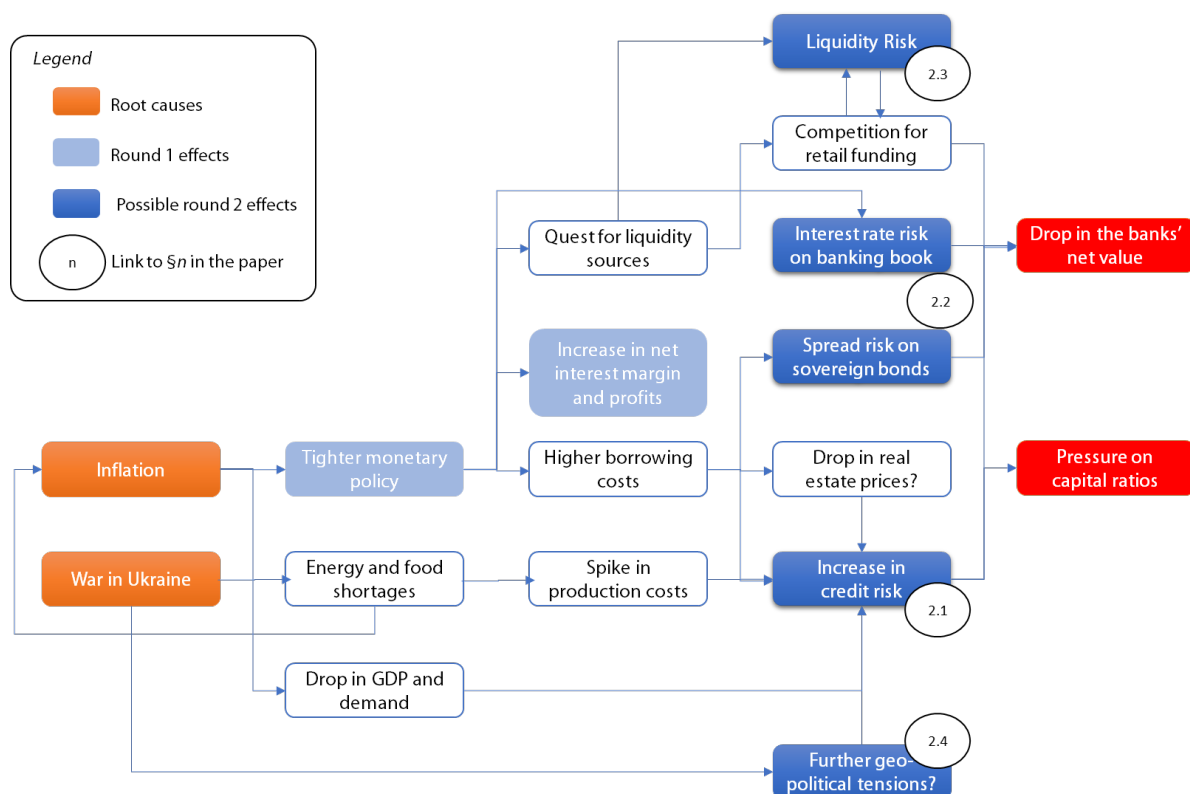 Legend
Root causes
Round 1 effects
Possible round 2 effects
n
Link to §n in the paper
Liquidity Risk
2.3
Competition for
retail funding
Quest for liquidity
sources
Interest rate risk
on banking book
2.2
Drop in the banks’
net value
Increase in net
interest margin
and profits
Spread risk on
sovereign bonds
Inflation
Tighter monetary
policy
Higher borrowing
costs
Drop in real
estate prices?
Pressure on
capital ratios
War in Ukraine
Energy and food
shortages
Spike in
production costs
Increase in
credit risk
2.1
Drop in GDP and
demand
2.4
Further geo-
political tensions?